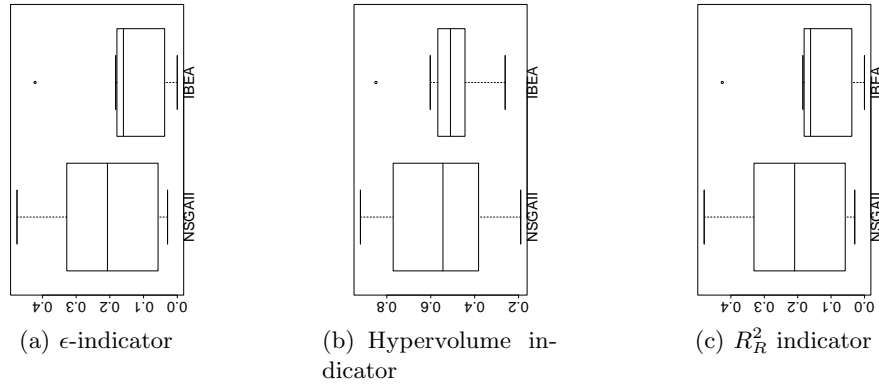 IBEA
NSGAII
0.4 0.3 0.2 0.1 0.0
(a) ϵ-indicator
IBEA
NSGAII
0.8 0.6 0.4 0.2
(b) Hypervolume in-
dicator
IBEA
NSGAII
0.4 0.3 0.2 0.1 0.0
(c) R²_R indicator